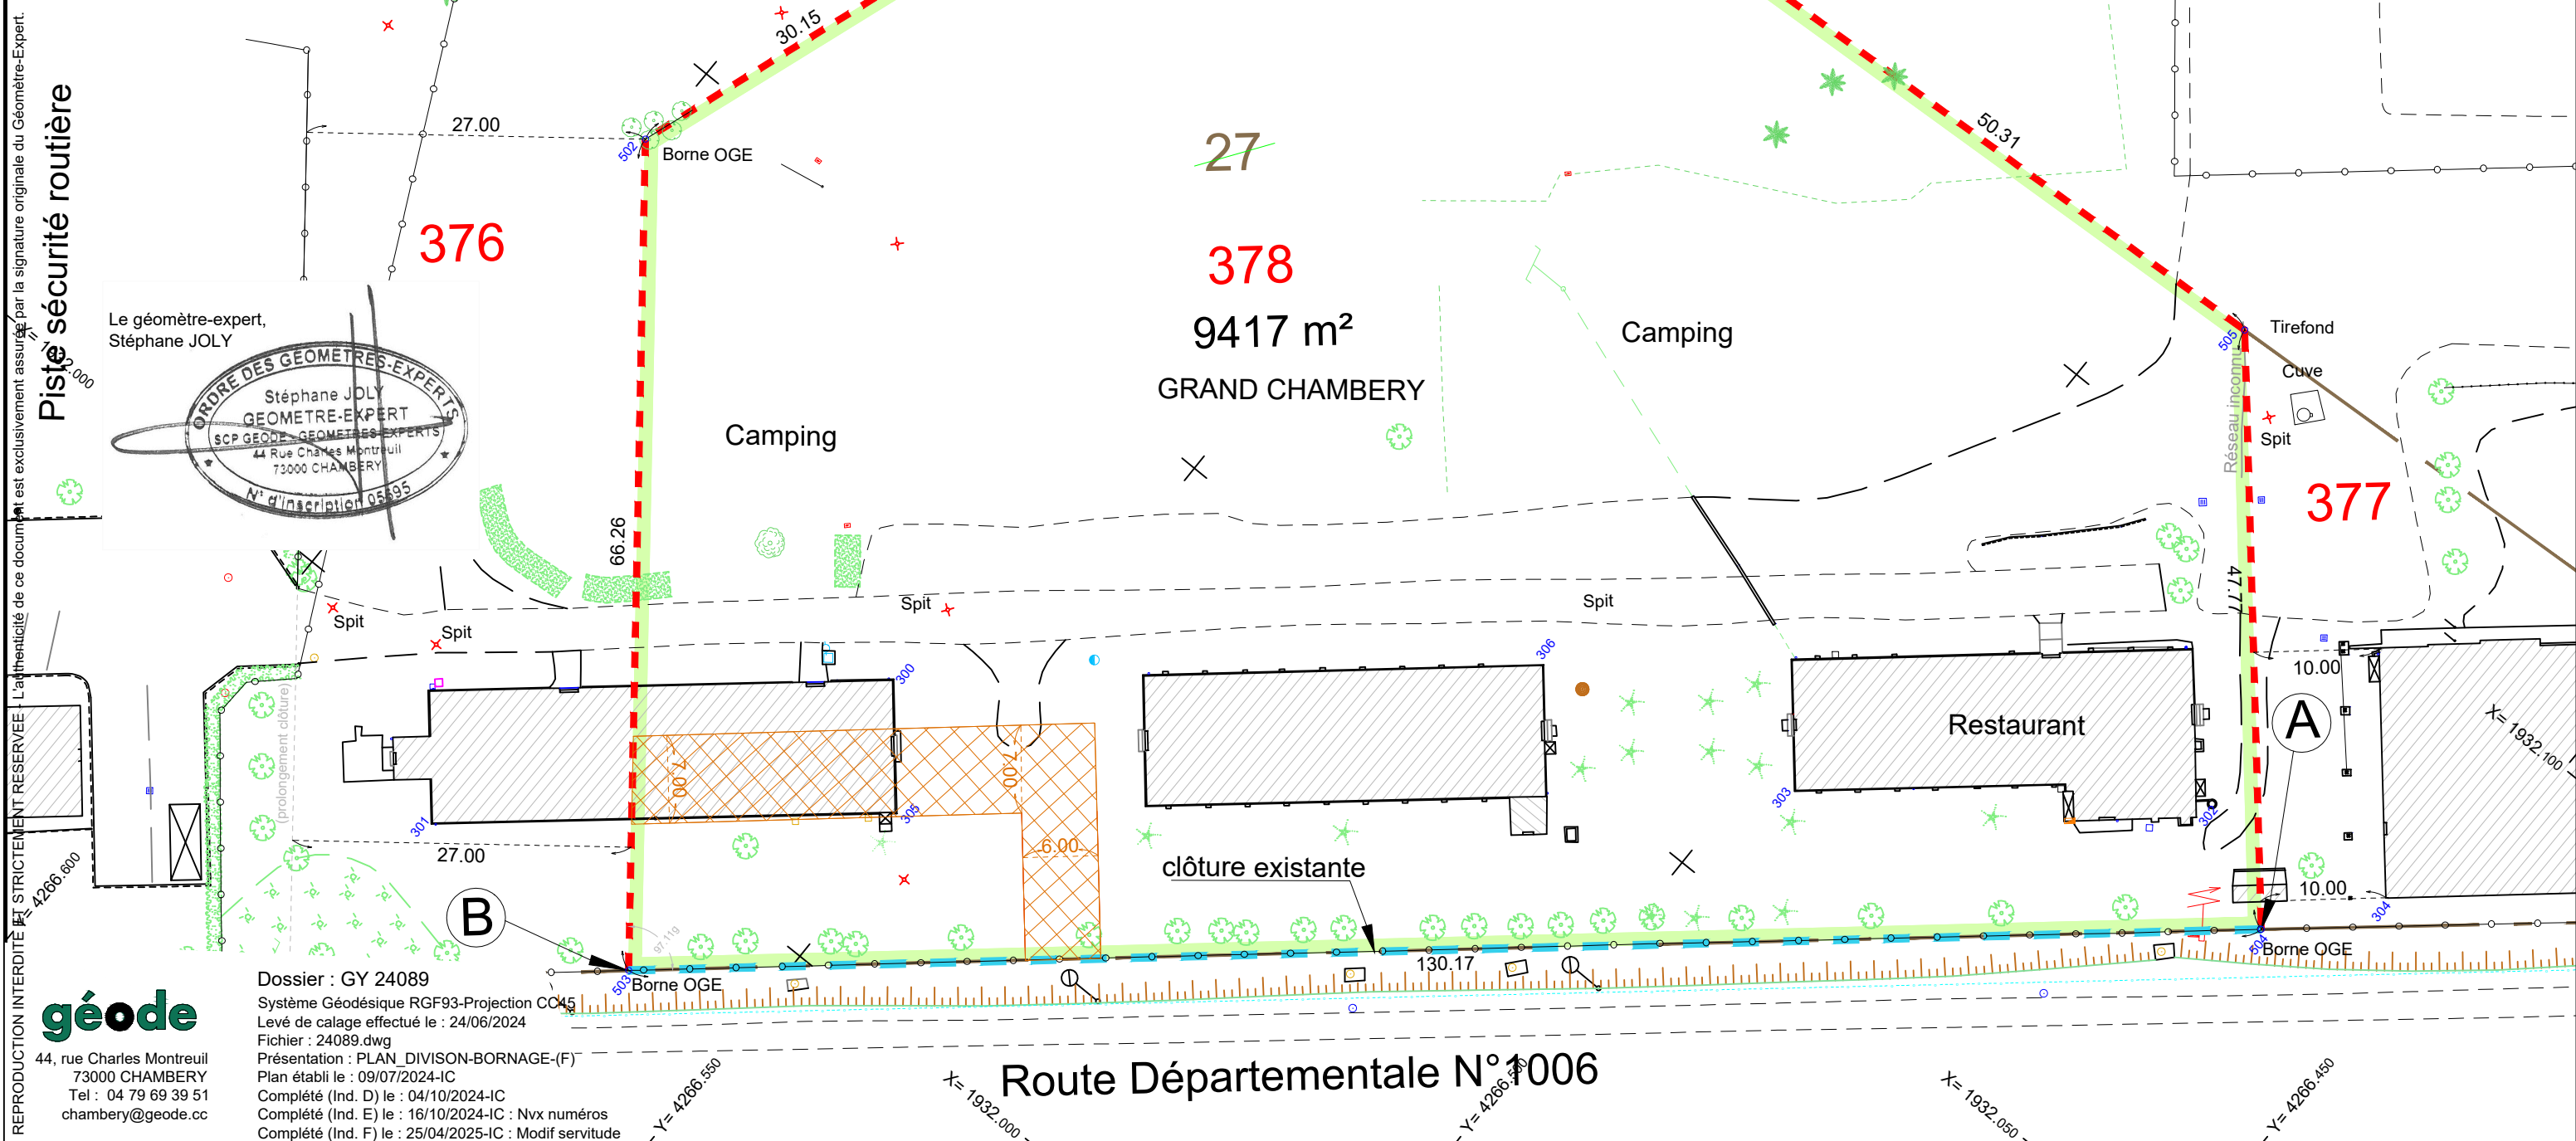 REPRODUCTION INTERDITE ET STRICTEMENT RESERVEE - L'authenticité de ce document est exclusivement assurée par la signature originale du Géomètre-Expert.
Piste sécurité routière
30.15
27.00
502
Borne OGE
27
376
378
9417 m²
GRAND CHAMBERY
Camping
Camping
50.31
505
Tirefond
Cuve
Spit
Réseau inconnu
377
Le géomètre-expert,
Stéphane JOLY
ORDRE DES GEOMETRES-EXPERTS
Stéphane JOLY
GEOMETRE-EXPERT
SCP GEODE - GEOMETRES-EXPERTS
44 Rue Charles Montreuil
73000 CHAMBERY
N° d'inscription 05695
66.26
47.77
Spit
Spit
Spit
Spit
300
306
301
305
303
302
304
(prolongement clôture)
7.00
7.00
6.00
Restaurant
10.00
10.00
A
X= 1932.100
27.00
B
clôture existante
97.11g
503
Borne OGE
130.17
504
Borne OGE
Y= 4266.600
géode
44, rue Charles Montreuil
73000 CHAMBERY
Tel : 04 79 69 39 51
chambery@geode.cc
Dossier : GY 24089
Système Géodésique RGF93-Projection CC45
Levé de calage effectué le : 24/06/2024
Fichier : 24089.dwg
Présentation : PLAN_DIVISON-BORNAGE-(F)
Plan établi le : 09/07/2024-IC
Complété (Ind. D) le : 04/10/2024-IC
Complété (Ind. E) le : 16/10/2024-IC : Nvx numéros
Complété (Ind. F) le : 25/04/2025-IC : Modif servitude
Route Départementale N°1006
Y= 4266.550
X= 1932.000
X= 1932.050
Y= 4266.450